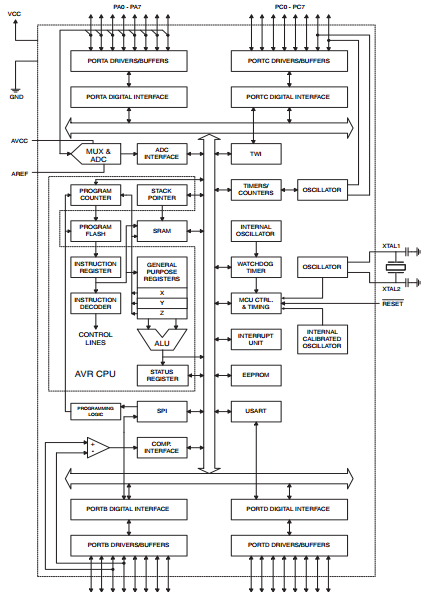 PA0 - PA7
PC0 - PC7
VCC
PORTA DRIVERS/BUFFERS
PORTC DRIVERS/BUFFERS
GND
PORTA DIGITAL INTERFACE
PORTC DIGITAL INTERFACE
AVCC
MUX &
ADC
ADC
INTERFACE
TWI
AREF
PROGRAM
COUNTER
STACK
POINTER
TIMERS/
COUNTERS
OSCILLATOR
PROGRAM
FLASH
SRAM
INTERNAL
OSCILLATOR
XTAL1
INSTRUCTION
REGISTER
GENERAL
PURPOSE
REGISTERS
WATCHDOG
TIMER
OSCILLATOR
XTAL2
X
INSTRUCTION
DECODER
Y
MCU CTRL.
& TIMING
RESET
Z
CONTROL
LINES
ALU
INTERRUPT
UNIT
INTERNAL
CALIBRATED
OSCILLATOR
AVR CPU
STATUS
REGISTER
EEPROM
PROGRAMMING
LOGIC
SPI
USART
+
-
COMP.
INTERFACE
PORTB DIGITAL INTERFACE
PORTD DIGITAL INTERFACE
PORTB DRIVERS/BUFFERS
PORTD DRIVERS/BUFFERS